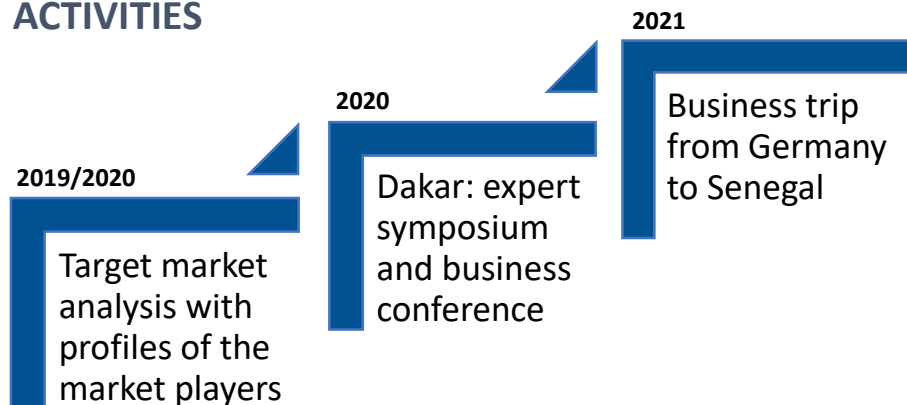 ACTIVITIES
2019/2020
Target market
analysis with
profiles of the
market players
2020
Dakar: expert
symposium
and business
conference
2021
Business trip
from Germany
to Senegal